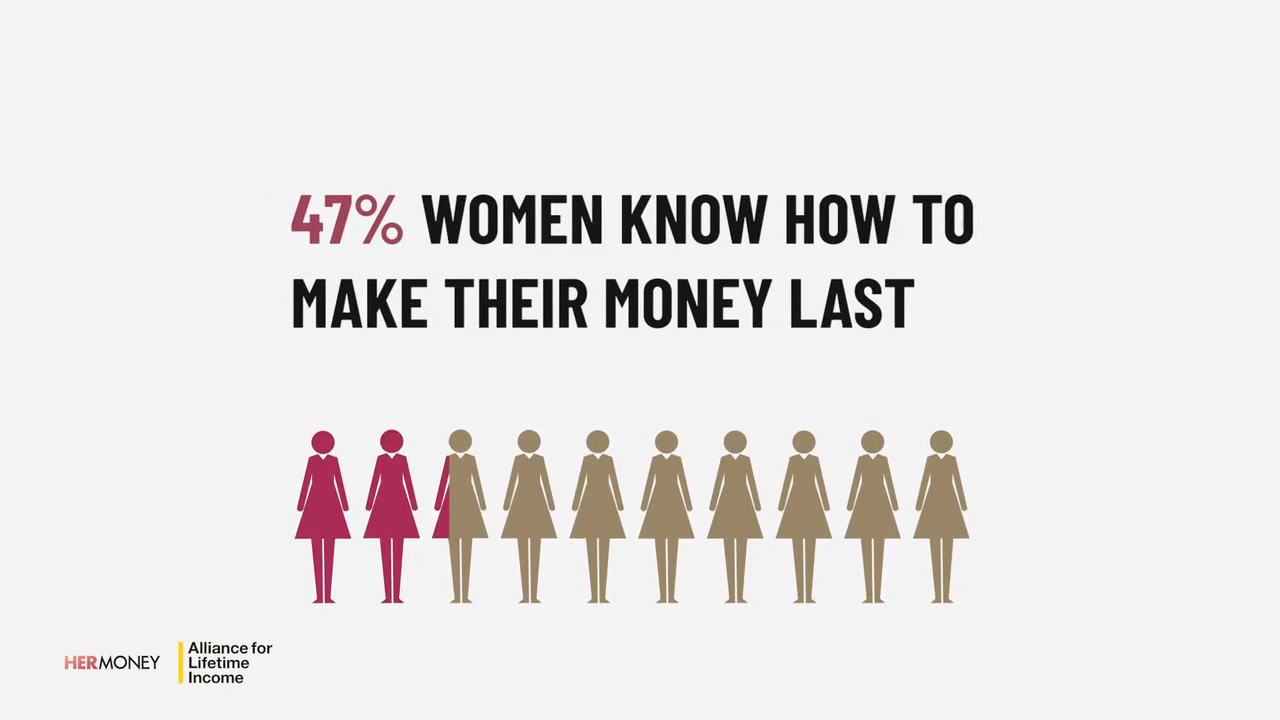 47% WOMEN KNOW HOW TO
MAKE THEIR MONEY LAST
HERMONEY
Alliance for
Lifetime
Income